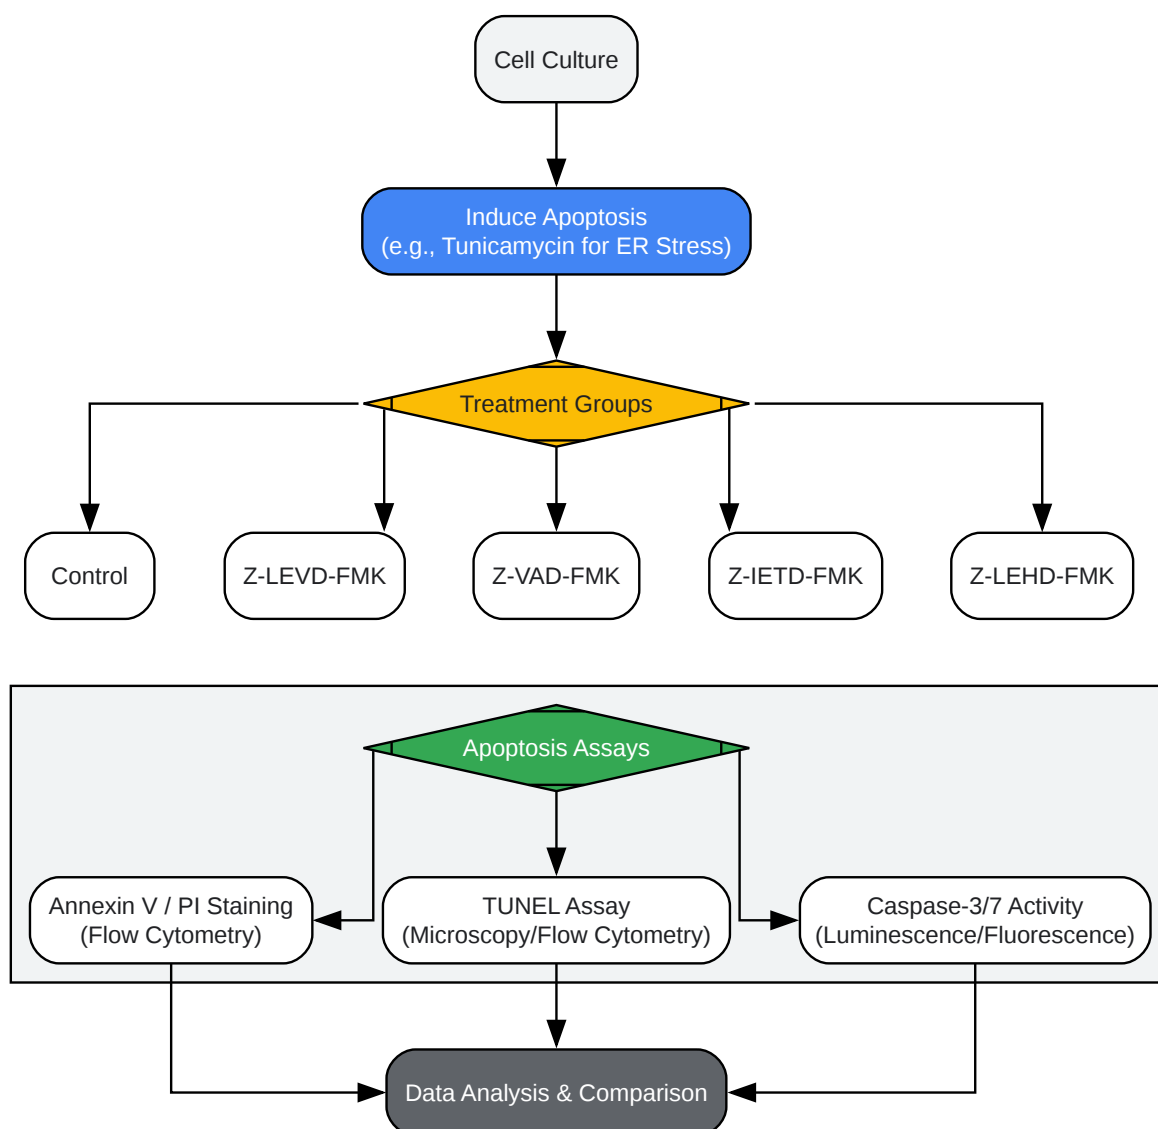 Cell Culture
Induce Apoptosis
(e.g., Tunicamycin for ER Stress)
Treatment Groups
Control
Z-LEVD-FMK
Z-VAD-FMK
Z-IETD-FMK
Z-LEHD-FMK
Apoptosis Assays
Annexin V / PI Staining
(Flow Cytometry)
TUNEL Assay
(Microscopy/Flow Cytometry)
Caspase-3/7 Activity
(Luminescence/Fluorescence)
Data Analysis & Comparison